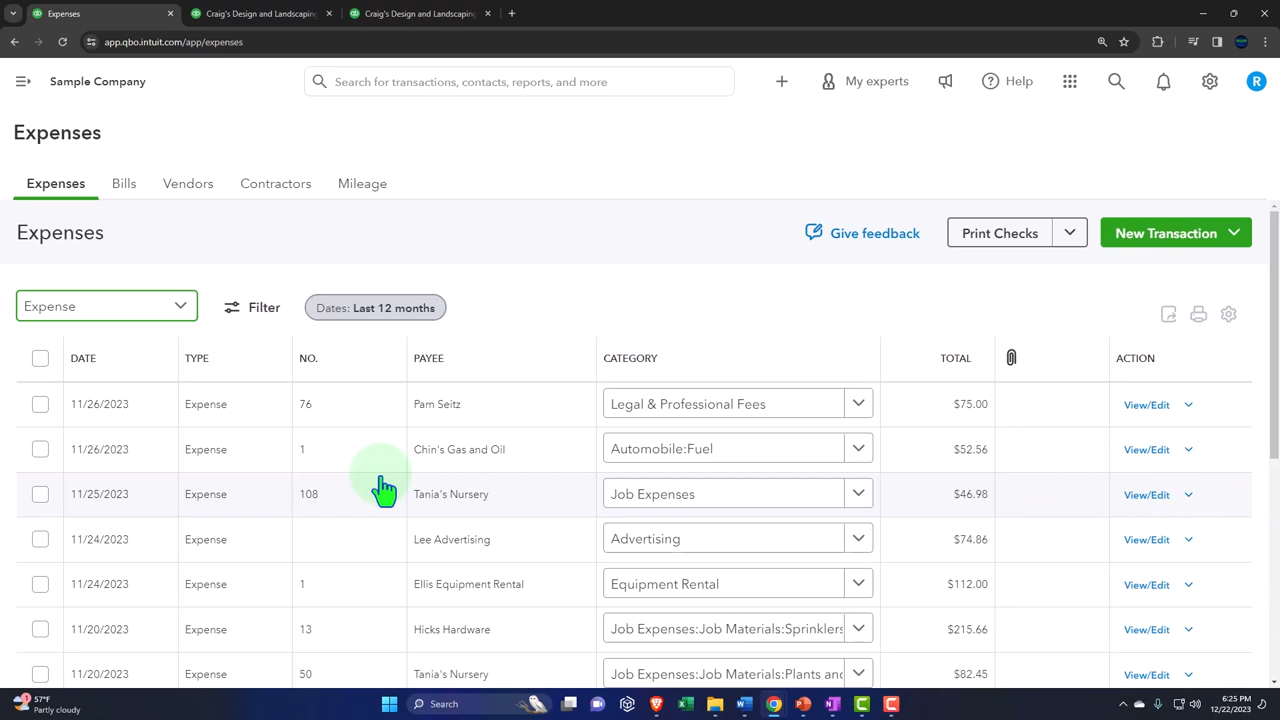 Expenses
Craig's Design and Landscaping
Craig's Design and Landscaping
app.qbo.intuit.com/app/expenses
Sample Company
Search for transactions, contacts, reports, and more
My experts
Help
R
Expenses
Expenses Bills Vendors Contractors Mileage
Expenses
Give feedback
Print Checks
New Transaction
Expense
Filter
Dates: Last 12 months
DATE TYPE NO. PAYEE CATEGORY TOTAL ACTION
11/26/2023 Expense 76 Pam Seitz Legal & Professional Fees $75.00 View/Edit
11/26/2023 Expense 1 Chin's Gas and Oil Automobile:Fuel $52.56 View/Edit
11/25/2023 Expense 108 Tania's Nursery Job Expenses $46.98 View/Edit
11/24/2023 Expense Lee Advertising Advertising $74.86 View/Edit
11/24/2023 Expense 1 Ellis Equipment Rental Equipment Rental $112.00 View/Edit
11/20/2023 Expense 13 Hicks Hardware Job Expenses:Job Materials:Sprinklers $215.66 View/Edit
11/20/2023 Expense 50 Tania's Nursery Job Expenses:Job Materials:Plants and $82.45 View/Edit
57°F
Partly cloudy
Search
6:25 PM
12/22/2023